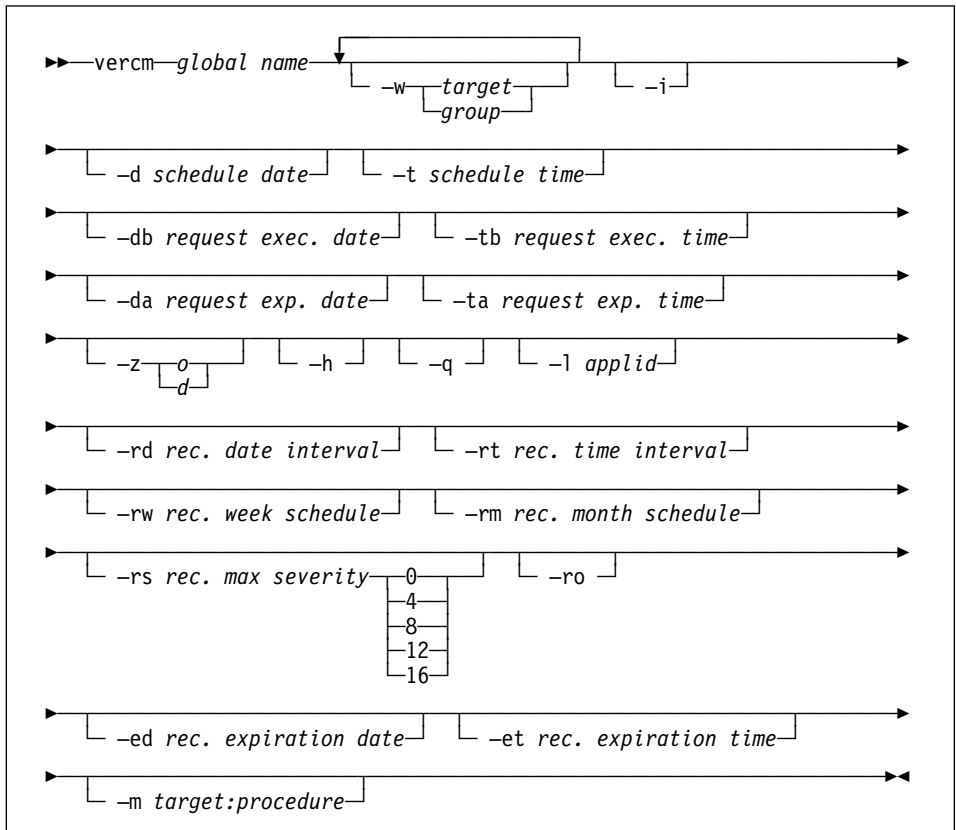 vercm global name
–w target –i
group
–d schedule date –t schedule time
–db request exec. date –tb request exec. time
–da request exp. date –ta request exp. time
–z o –h –q –l applid
d
–rd rec. date interval –rt rec. time interval
–rw rec. week schedule –rm rec. month schedule
–rs rec. max severity 0 –ro
4
8
12
16
–ed rec. expiration date –et rec. expiration time
–m target:procedure